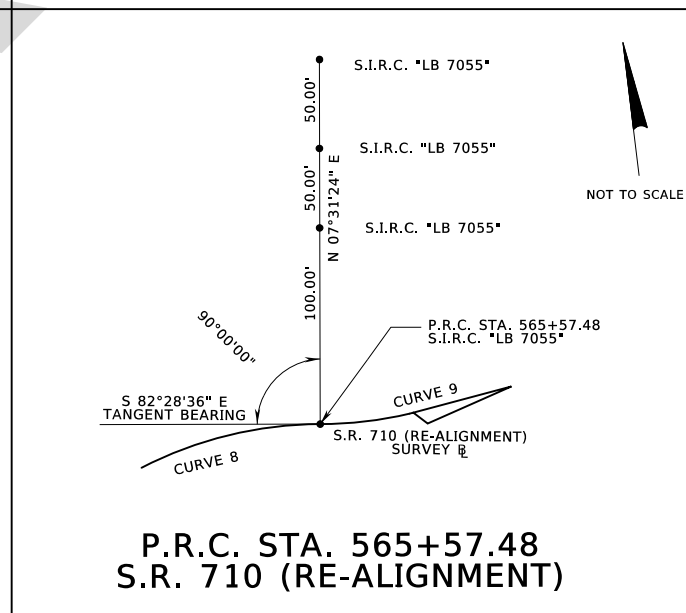 S.I.R.C. "LB 7055"
50.00'
S.I.R.C. "LB 7055"
50.00'
N 07°31'24" E
NOT TO SCALE
S.I.R.C. "LB 7055"
100.00'
90°00'00"
P.R.C. STA. 565+57.48
S.I.R.C. "LB 7055"
S 82°28'36" E
TANGENT BEARING
CURVE 9
S.R. 710 (RE-ALIGNMENT)
SURVEY ℄
CURVE 8
P.R.C. STA. 565+57.48
S.R. 710 (RE-ALIGNMENT)